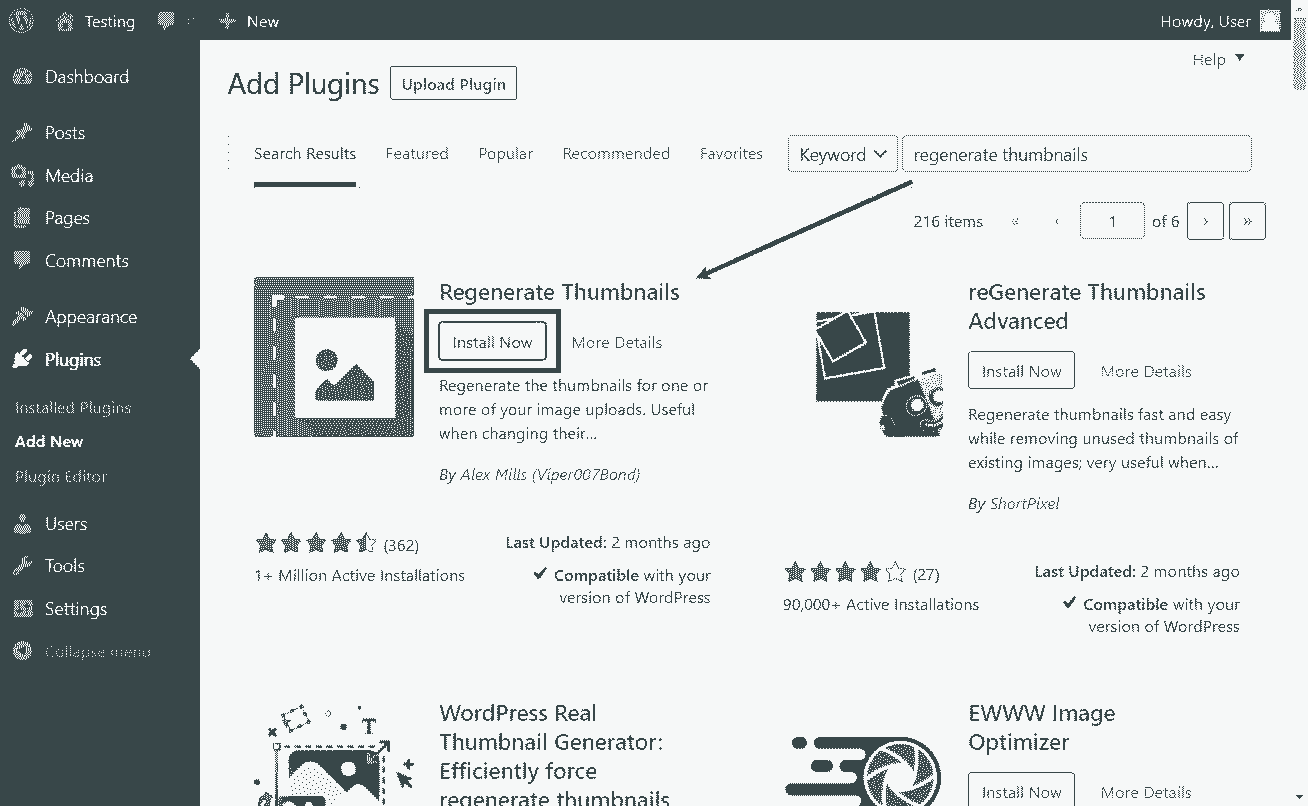 Testing
New
Howdy, User
Dashboard
Posts
Media
Pages
Comments
Appearance
Plugins
Installed Plugins
Add New
Plugin Editor
Users
Tools
Settings
Collapse menu
Help ▼
Add Plugins
Upload Plugin
Search Results
Featured
Popular
Recommended
Favorites
Keyword
regenerate thumbnails
216 items « ‹ 1 of 6 › »
Regenerate Thumbnails
Install Now
More Details
Regenerate the thumbnails for one or
more of your image uploads. Useful
when changing their...
By Alex Mills (Viper007Bond)
(362)
1+ Million Active Installations
Last Updated: 2 months ago
Compatible with your
version of WordPress
reGenerate Thumbnails
Advanced
Install Now
More Details
Regenerate thumbnails fast and easy
while removing unused thumbnails of
existing images; very useful when...
By ShortPixel
(27)
90,000+ Active Installations
Last Updated: 2 months ago
Compatible with your
version of WordPress
T
WordPress Real
Thumbnail Generator:
Efficiently force
regenerate thumbnails
EWWW Image
Optimizer
Install Now
More Details